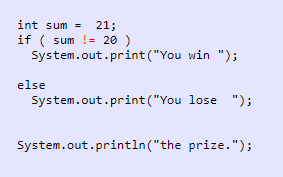 int sum =  21;
if ( sum != 20 )
  System.out.print("You win ");
else
  System.out.print("You lose  ");
System.out.println("the prize.");